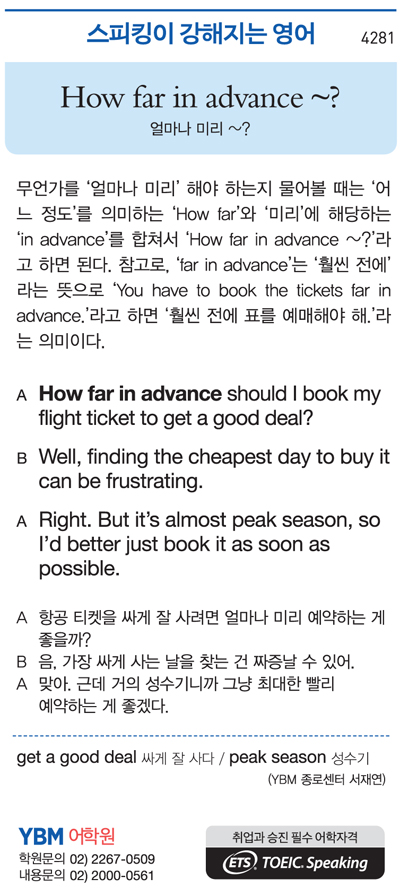 스피킹이 강해지는 영어
4281
How far in advance ~?
얼마나 미리 ~?
무언가를 ‘얼마나 미리’ 해야 하는지 물어볼 때는 ‘어
느 정도’를 의미하는 ‘How far’와 ‘미리’에 해당하는
‘in advance’를 합쳐서 ‘How far in advance ~?’라
고 하면 된다. 참고로, ‘far in advance’는 ‘훨씬 전에’
라는 뜻으로 ‘You have to book the tickets far in
advance.’라고 하면 ‘훨씬 전에 표를 예매해야 해.’라
는 의미이다.
A How far in advance should I book my
flight ticket to get a good deal?
B Well, finding the cheapest day to buy it
can be frustrating.
A Right. But it’s almost peak season, so
I’d better just book it as soon as
possible.
A 항공 티켓을 싸게 잘 사려면 얼마나 미리 예약하는 게
좋을까?
B 음, 가장 싸게 사는 날을 찾는 건 짜증날 수 있어.
A 맞아. 근데 거의 성수기니까 그냥 최대한 빨리
예약하는 게 좋겠다.
get a good deal 싸게 잘 사다 / peak season 성수기
(YBM 종로센터 서재연)
YBM 어학원
학원문의 02) 2267-0509
내용문의 02) 2000-0561
취업과 승진 필수 어학자격
ETS TOEIC Speaking